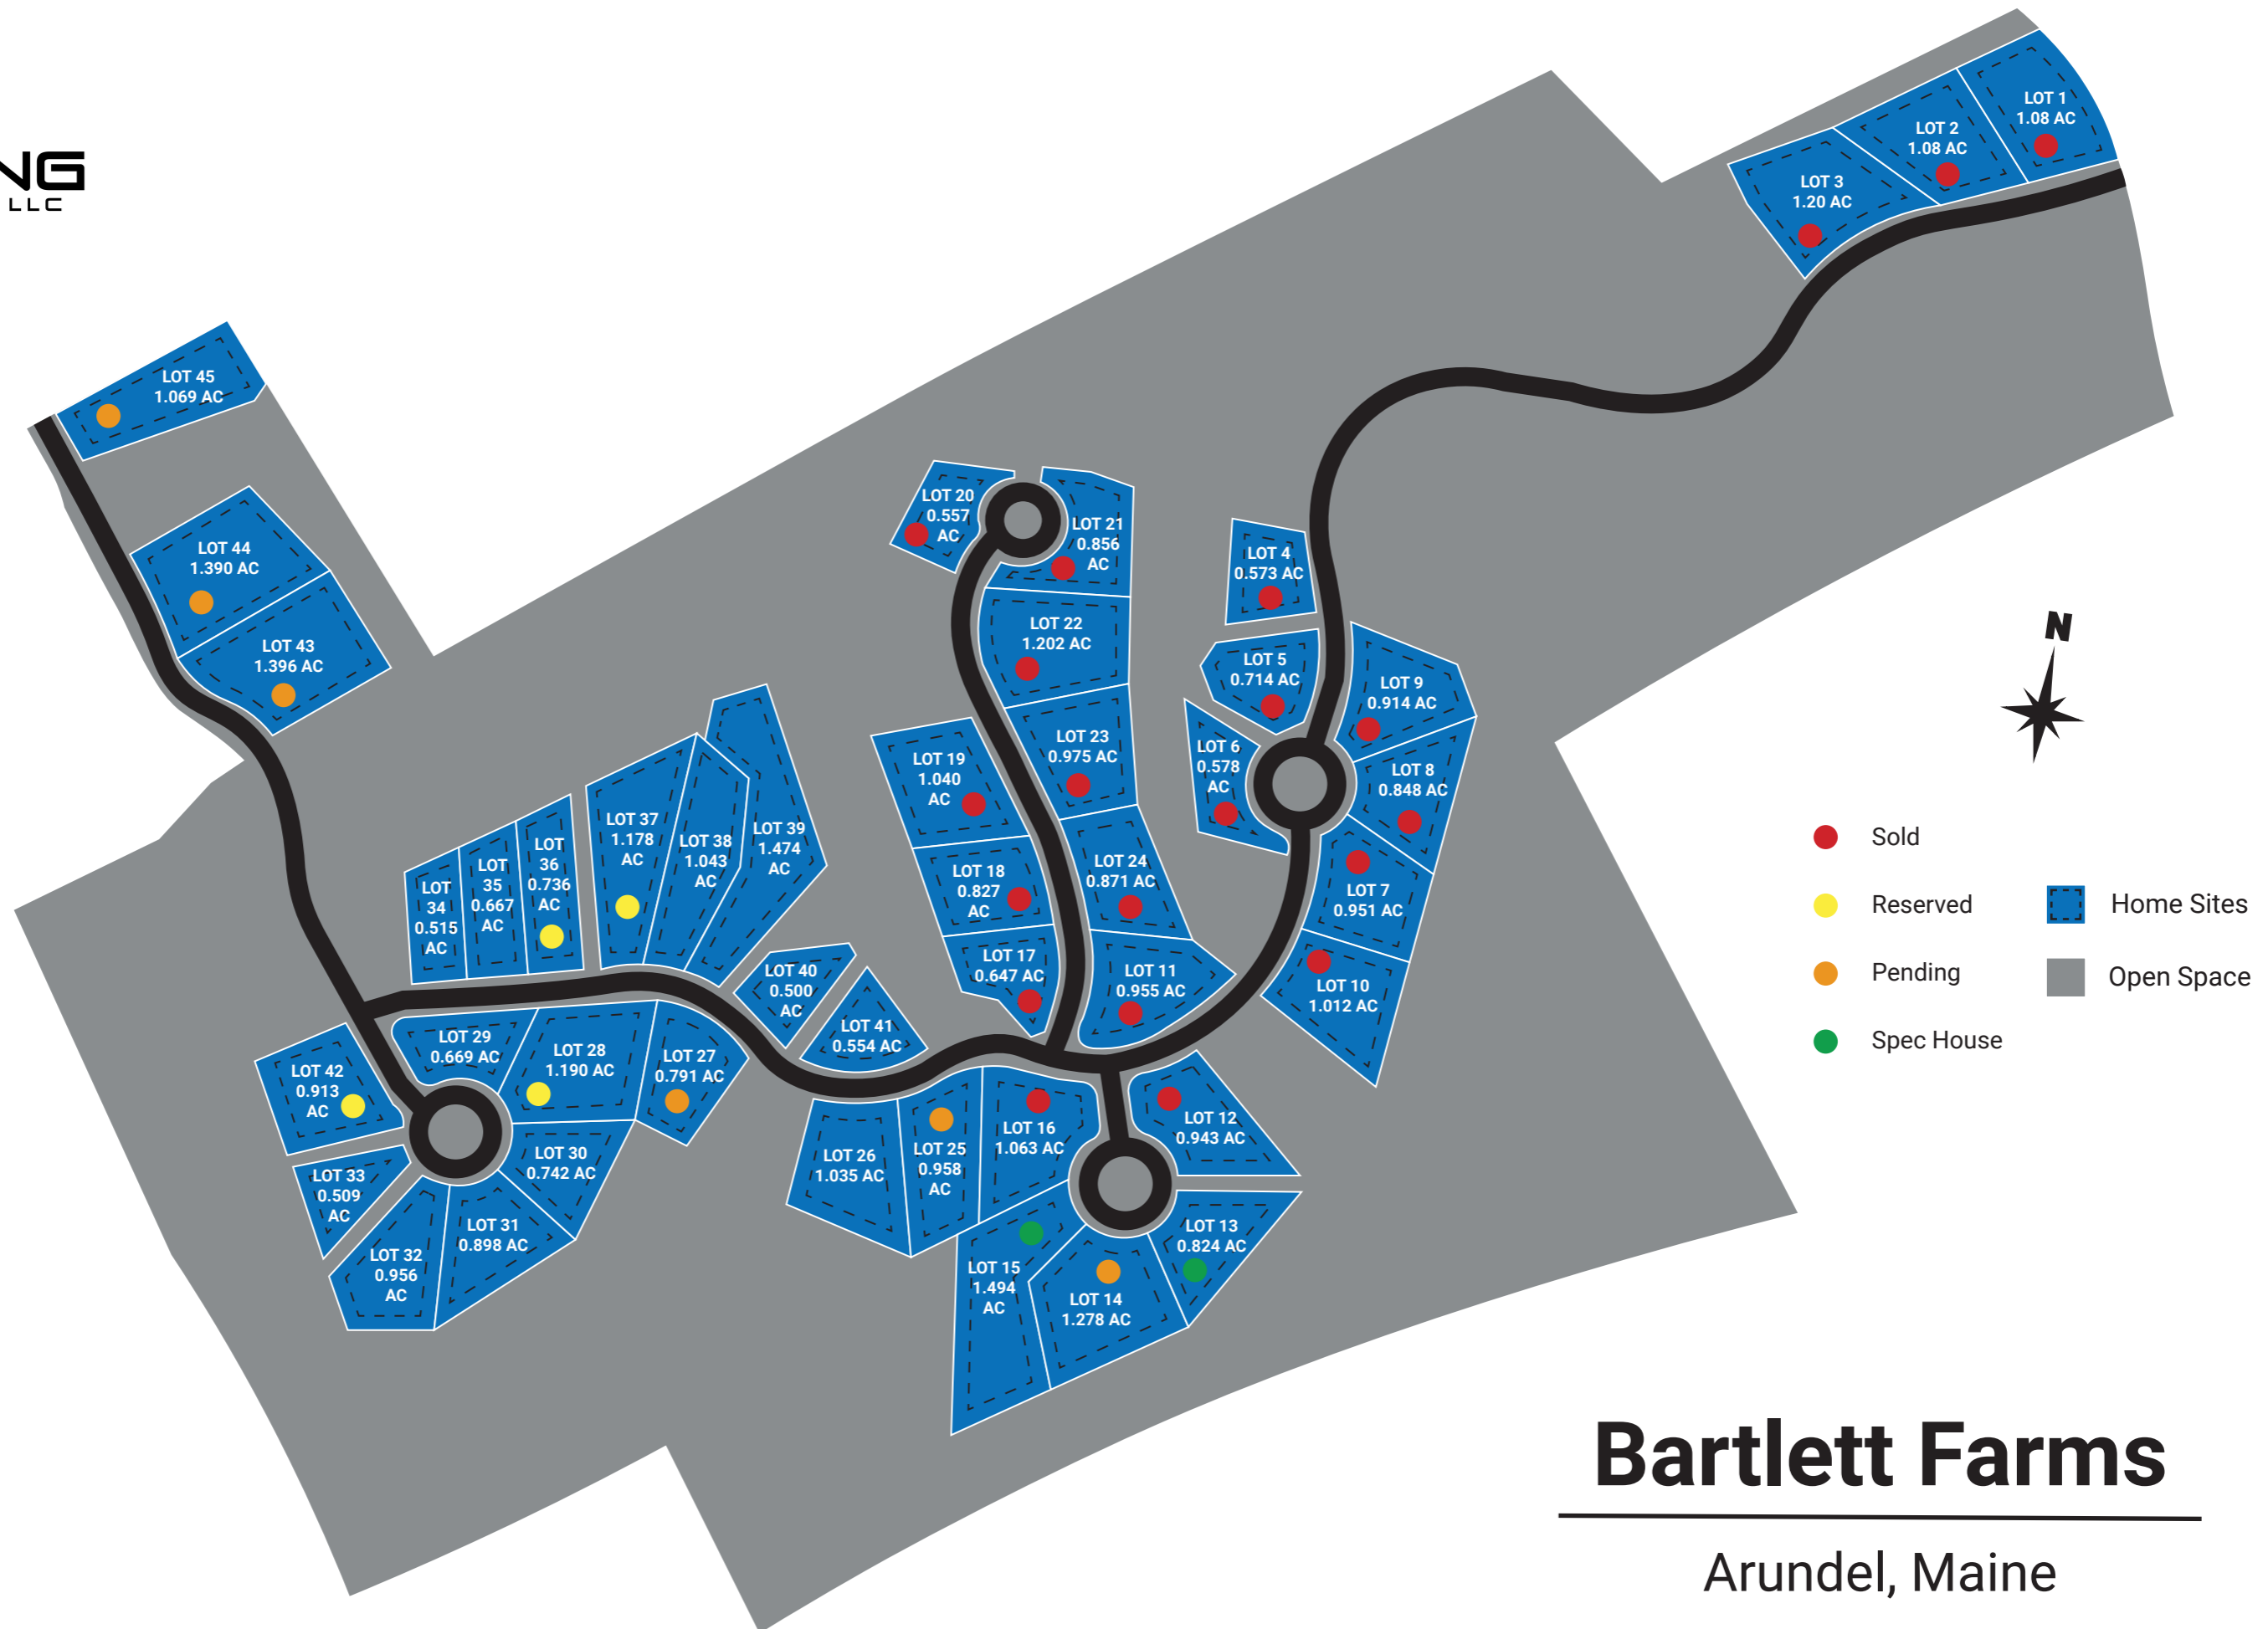 NG
LLC
LOT 1
1.08 AC
LOT 2
1.08 AC
LOT 3
1.20 AC
LOT 45
1.069 AC
LOT 44
1.390 AC
LOT 43
1.396 AC
LOT 20
0.557
AC
LOT 21
0.856
AC
LOT 22
1.202 AC
LOT 23
0.975 AC
LOT 24
0.871 AC
LOT 19
1.040
AC
LOT 18
0.827
AC
LOT 17
0.647 AC
LOT 11
0.955 AC
LOT 4
0.573 AC
LOT 5
0.714 AC
LOT 6
0.578
AC
LOT 9
0.914 AC
LOT 8
0.848 AC
LOT 7
0.951 AC
LOT 10
1.012 AC
N
LOT
34
0.515
AC
LOT
35
0.667
AC
LOT
36
0.736
AC
LOT 37
1.178
AC
LOT 38
1.043
AC
LOT 39
1.474
AC
LOT 40
0.500
AC
LOT 41
0.554 AC
LOT 29
0.669 AC
LOT 28
1.190 AC
LOT 27
0.791 AC
LOT 42
0.913
AC
LOT 33
0.509
AC
LOT 32
0.956
AC
LOT 31
0.898 AC
LOT 30
0.742 AC
LOT 26
1.035 AC
LOT 25
0.958
AC
LOT 16
1.063 AC
LOT 12
0.943 AC
LOT 13
0.824 AC
LOT 15
1.494
AC
LOT 14
1.278 AC
Sold
Reserved
Pending
Spec House
Home Sites
Open Space
Bartlett Farms
Arundel, Maine